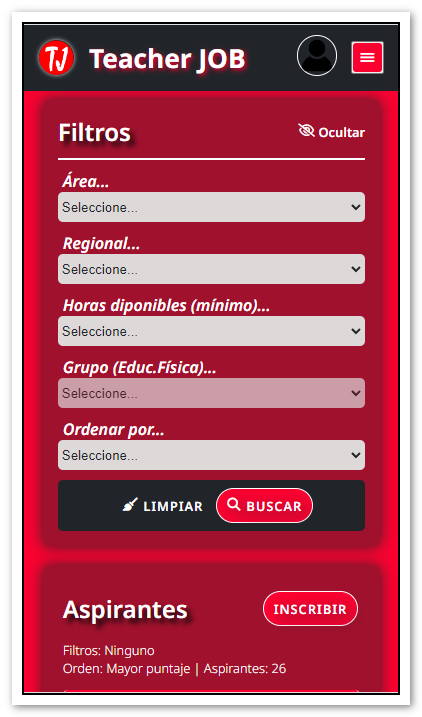 TJ Teacher JOB
Filtros Ocultar
Área...
Seleccione...
Regional...
Seleccione...
Horas diponibles (mínimo)...
Seleccione...
Grupo (Educ.Física)...
Seleccione...
Ordenar por...
Seleccione...
LIMPIAR BUSCAR
Aspirantes INSCRIBIR
Filtros: Ninguno
Orden: Mayor puntaje | Aspirantes: 26